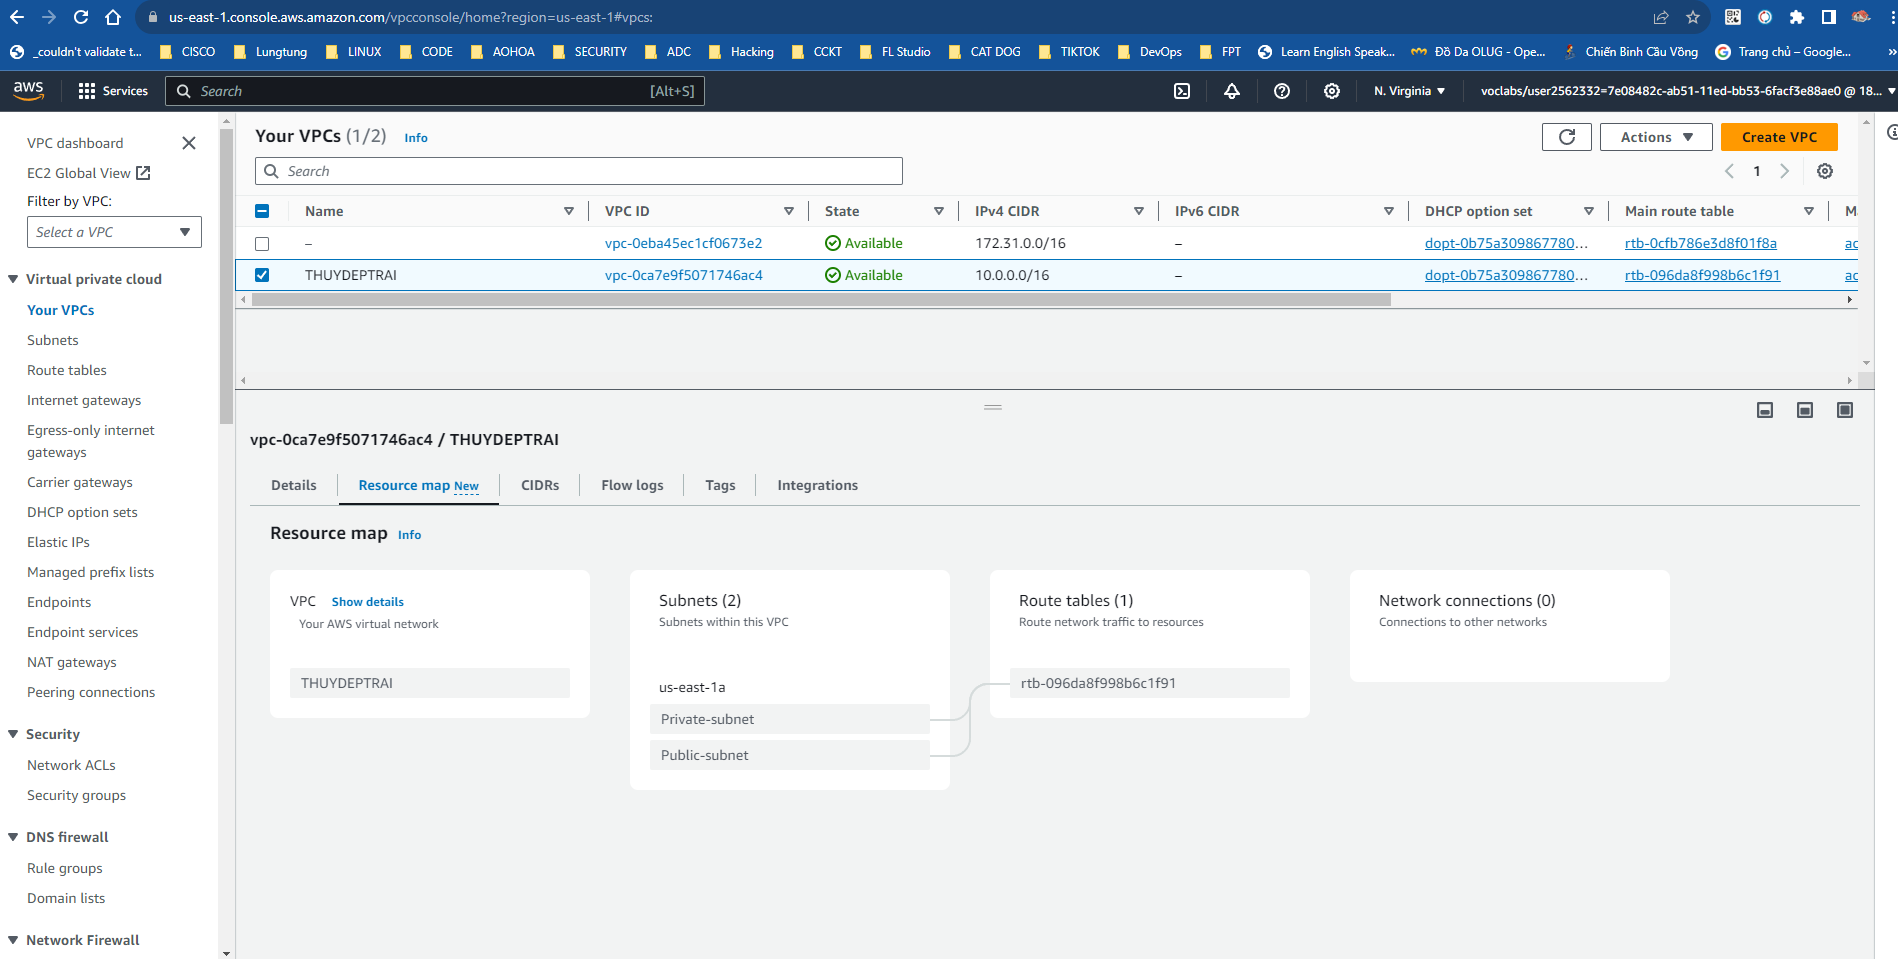 us-east-1.console.aws.amazon.com/vpcconsole/home?region=us-east-1#vpcs:
_couldn't validate t... CISCO Lungtung LINUX CODE AOHOA SECURITY ADC Hacking CCKT FL Studio CAT DOG TIKTOK DevOps FPT Learn English Speak... Đồ Da OLUG - Ope... Chiến Binh Cầu Vồng Trang chủ – Google... »
aws Services Search [Alt+S] N. Virginia voclabs/user2562332=7e08482c-ab51-11ed-bb53-6facf3e88ae0 @ 18...
VPC dashboard
EC2 Global View
Filter by VPC:
Select a VPC
Virtual private cloud
Your VPCs
Subnets
Route tables
Internet gateways
Egress-only internet
gateways
Carrier gateways
DHCP option sets
Elastic IPs
Managed prefix lists
Endpoints
Endpoint services
NAT gateways
Peering connections
Security
Network ACLs
Security groups
DNS firewall
Rule groups
Domain lists
Network Firewall
Your VPCs (1/2) Info
Actions Create VPC
Search
1
Name VPC ID State IPv4 CIDR IPv6 CIDR DHCP option set Main route table
– vpc-0eba45ec1cf0673e2 Available 172.31.0.0/16 – dopt-0b75a309867780... rtb-0cfb786e3d8f01f8a ac
THUYDEPTRAI vpc-0ca7e9f5071746ac4 Available 10.0.0.0/16 – dopt-0b75a309867780... rtb-096da8f998b6c1f91 ac
vpc-0ca7e9f5071746ac4 / THUYDEPTRAI
Details Resource map New CIDRs Flow logs Tags Integrations
Resource map Info
VPC Show details
Your AWS virtual network
THUYDEPTRAI
Subnets (2)
Subnets within this VPC
us-east-1a
Private-subnet
Public-subnet
Route tables (1)
Route network traffic to resources
rtb-096da8f998b6c1f91
Network connections (0)
Connections to other networks